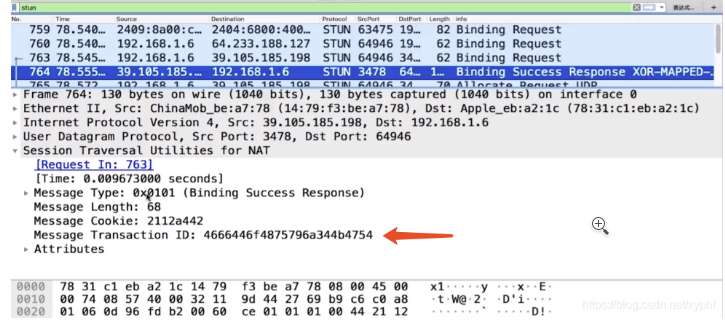 stun
表达式…
No. Time Source Destination Protocol SrcPort DstPort Length info
759 78.540… 2409:8a00:c… 2404:6800:400… STUN 63475 19… 82 Binding Request
760 78.540… 192.168.1.6 64.233.188.127 STUN 64946 19… 62 Binding Request
763 78.545… 192.168.1.6 39.105.185.198 STUN 64946 34… 62 Binding Request
764 78.555… 39.105.185.… 192.168.1.6 STUN 3478 64… 1… Binding Success Response XOR-MAPPED-…
765 78.572 192.168.1.6 39.105.185.198 STUN 64946 34 70 Allocate Request UDP
Frame 764: 130 bytes on wire (1040 bits), 130 bytes captured (1040 bits) on interface 0
Ethernet II, Src: ChinaMob_be:a7:78 (14:79:f3:be:a7:78), Dst: Apple_eb:a2:1c (78:31:c1:eb:a2:1c)
Internet Protocol Version 4, Src: 39.105.185.198, Dst: 192.168.1.6
User Datagram Protocol, Src Port: 3478, Dst Port: 64946
Session Traversal Utilities for NAT
[Request In: 763]
[Time: 0.009673000 seconds]
Message Type: 0x0101 (Binding Success Response)
Message Length: 68
Message Cookie: 2112a442
Message Transaction ID: 4666446f4875796a344b4754
Attributes
0000 78 31 c1 eb a2 1c 14 79 f3 be a7 78 08 00 45 00 x1·····y ···x··E·
0010 00 74 08 57 40 00 32 11 9d 44 27 69 b9 c6 c0 a8 ·t·W@·2· ·D'i····
0020 01 06 0d 96 fd b2 00 60 ce 01 01 01 00 44 21 12 ·······` ·····D!·
https://blog.csdn.net/xyphf